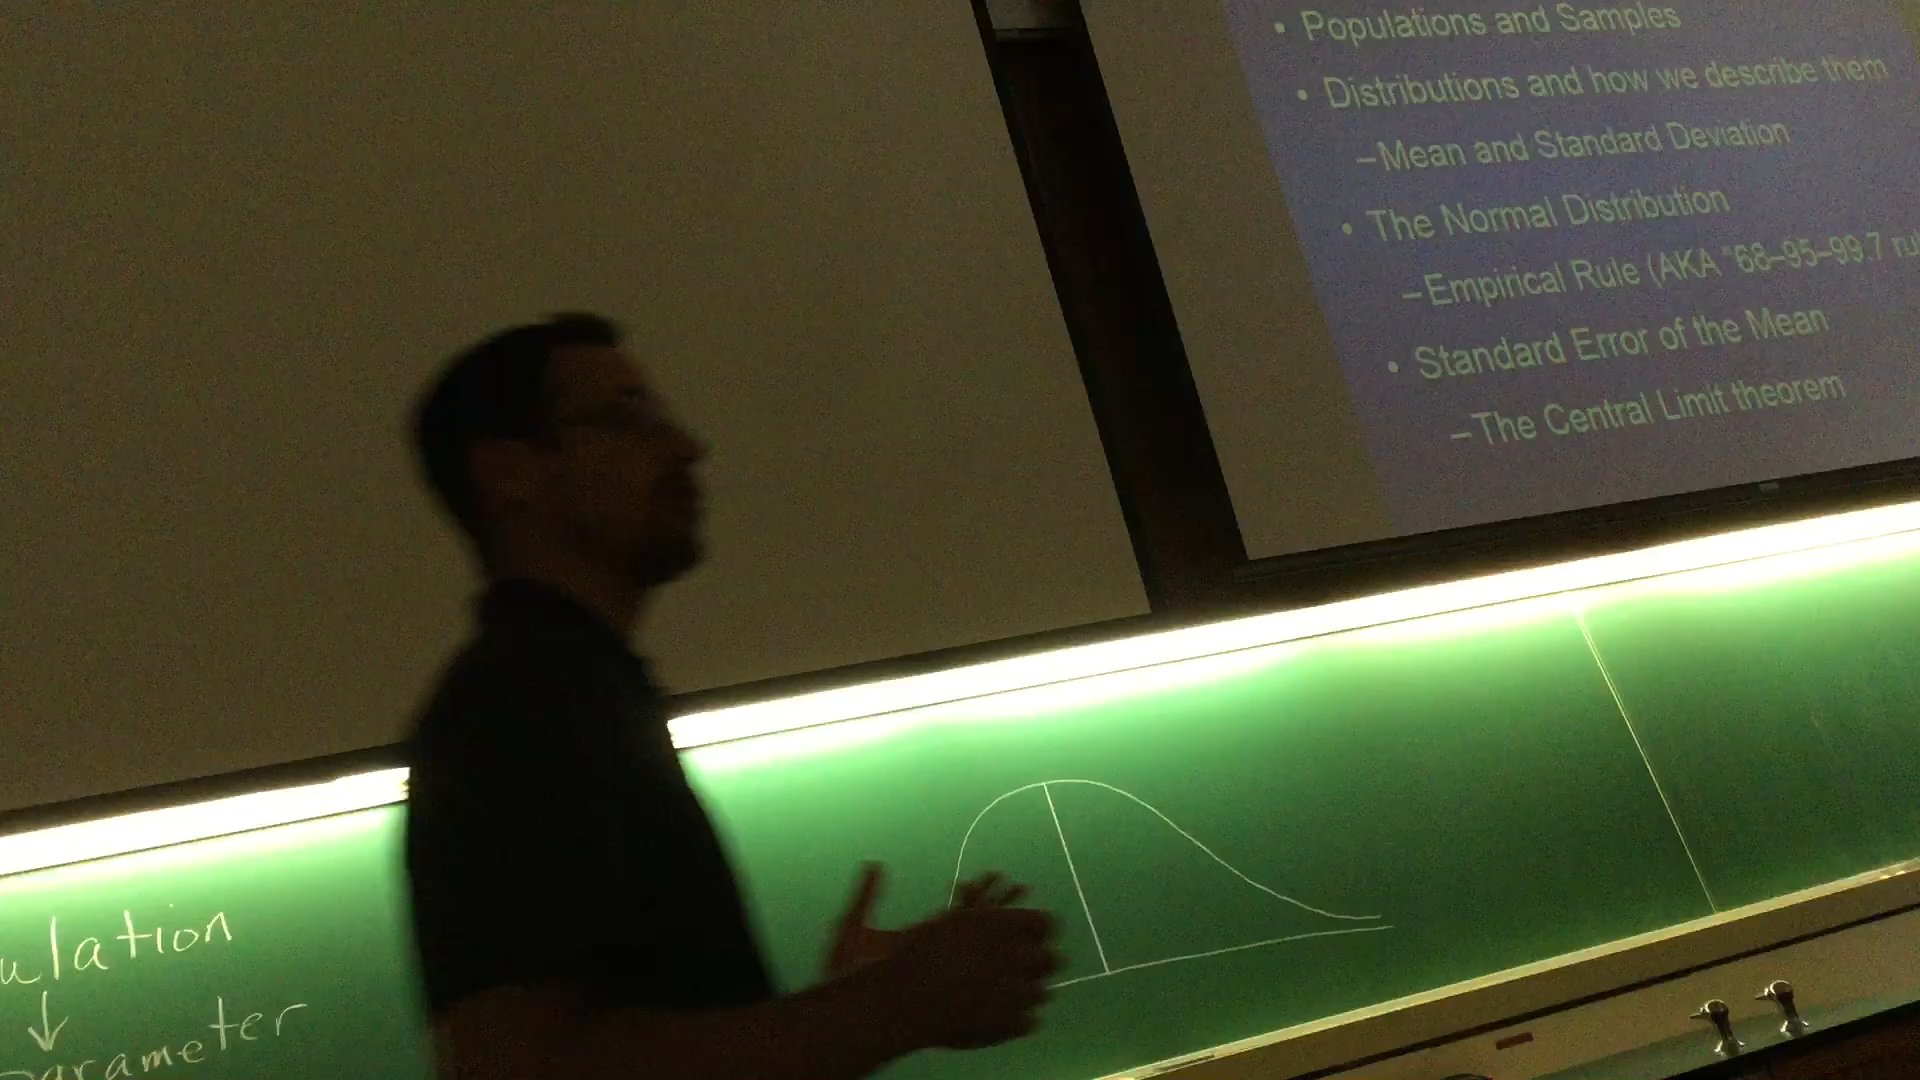 • Populations and Samples
• Distributions and how we describe them
–Mean and Standard Deviation
• The Normal Distribution
–Empirical Rule (AKA “68–95–99.7 ru
• Standard Error of the Mean
–The Central Limit theorem
ulation
arameter